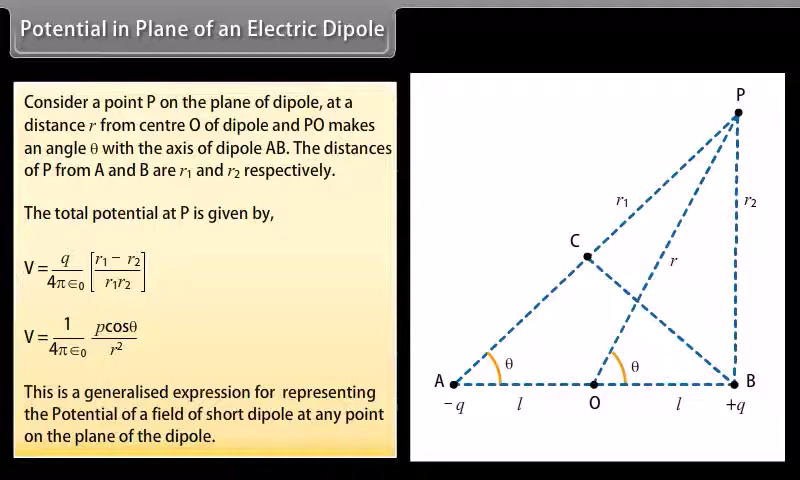 Potential in Plane of an Electric Dipole
Consider a point P on the plane of dipole, at a
distance r from centre O of dipole and PO makes
an angle θ with the axis of dipole AB. The distances
of P from A and B are r₁ and r₂ respectively.
The total potential at P is given by,
V = q/4π∈₀ [r₁ − r₂/r₁r₂]
V = 1/4π∈₀ pcosθ/r²
This is a generalised expression for representing
the Potential of a field of short dipole at any point
on the plane of the dipole.
P
r₁
r₂
C
r
θ
θ
A
B
−q
l
O
l
+q